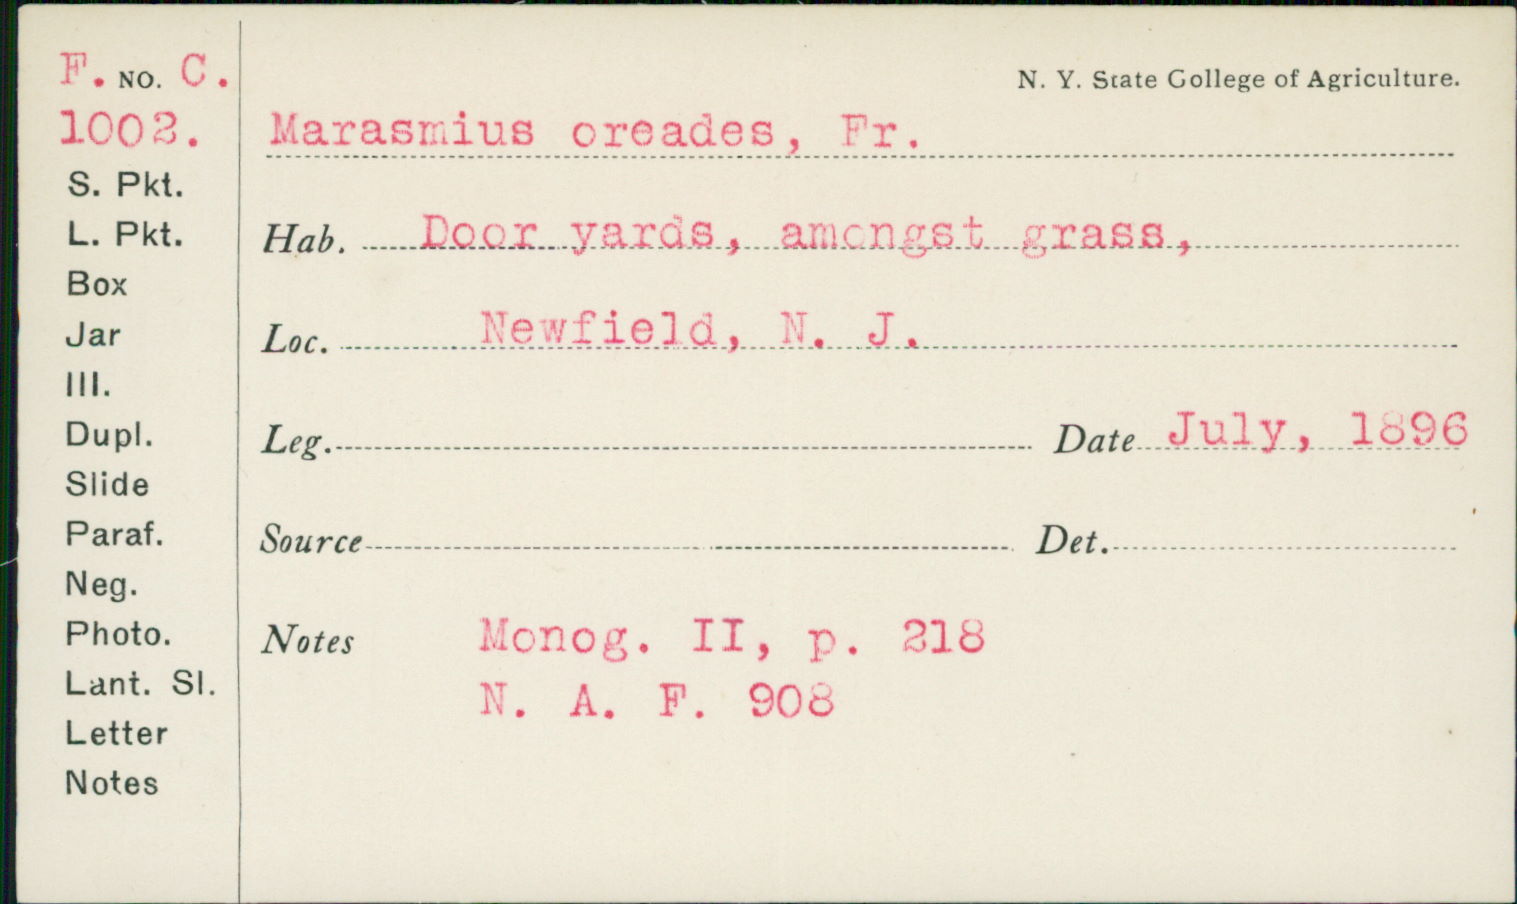 F. NO. C.
N. Y. State College of Agriculture.
1002.
Marasmius oreades, Fr.
S. Pkt.
L. Pkt.
Hab. Door yards, amongst grass,
Box
Jar
Loc. Newfield, N. J.
Ill.
Dupl.
Leg. Date July, 1896
Slide
Paraf.
Source Det.
Neg.
Photo.
Notes Monog. II, p. 218
Lant. Sl.
N. A. F. 908
Letter
Notes